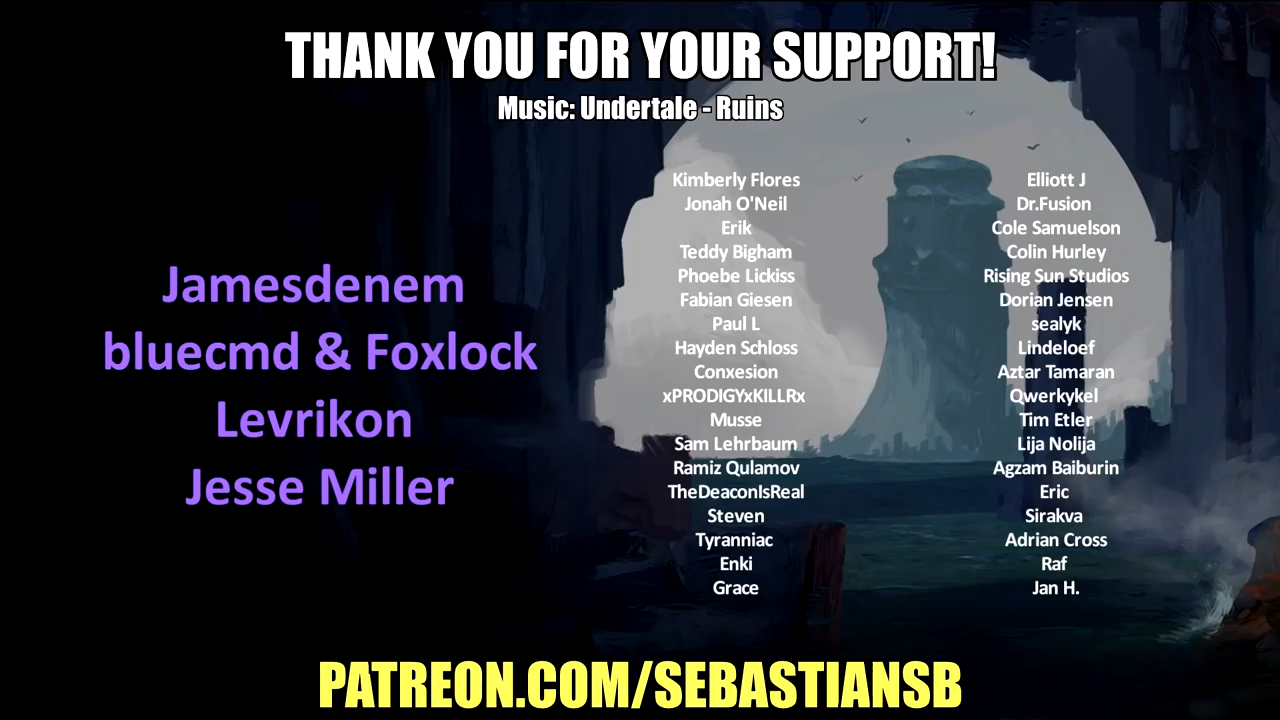 THANK YOU FOR YOUR SUPPORT!
Music: Undertale - Ruins
Jamesdenem
bluecmd & Foxlock
Levrikon
Jesse Miller
Kimberly Flores
Jonah O'Neil
Erik
Teddy Bigham
Phoebe Lickiss
Fabian Giesen
Paul L
Hayden Schloss
Conxesion
xPRODIGYxKILLRx
Musse
Sam Lehrbaum
Ramiz Qulamov
TheDeaconIsReal
Steven
Tyranniac
Enki
Grace
Elliott J
Dr.Fusion
Cole Samuelson
Colin Hurley
Rising Sun Studios
Dorian Jensen
sealyk
Lindeloef
Aztar Tamaran
Qwerkykel
Tim Etler
Lija Nolija
Agzam Baiburin
Eric
Sirakva
Adrian Cross
Raf
Jan H.
PATREON.COM/SEBASTIANSB